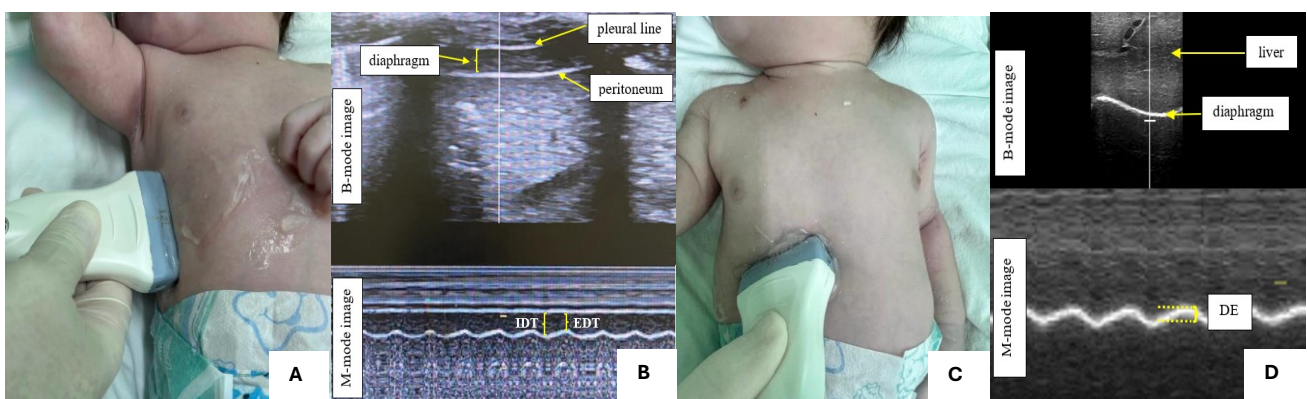 A
B-mode image
pleural line
diaphragm
peritoneum
M-mode image
IDT
EDT
B
C
B-mode image
liver
diaphragm
M-mode image
DE
D